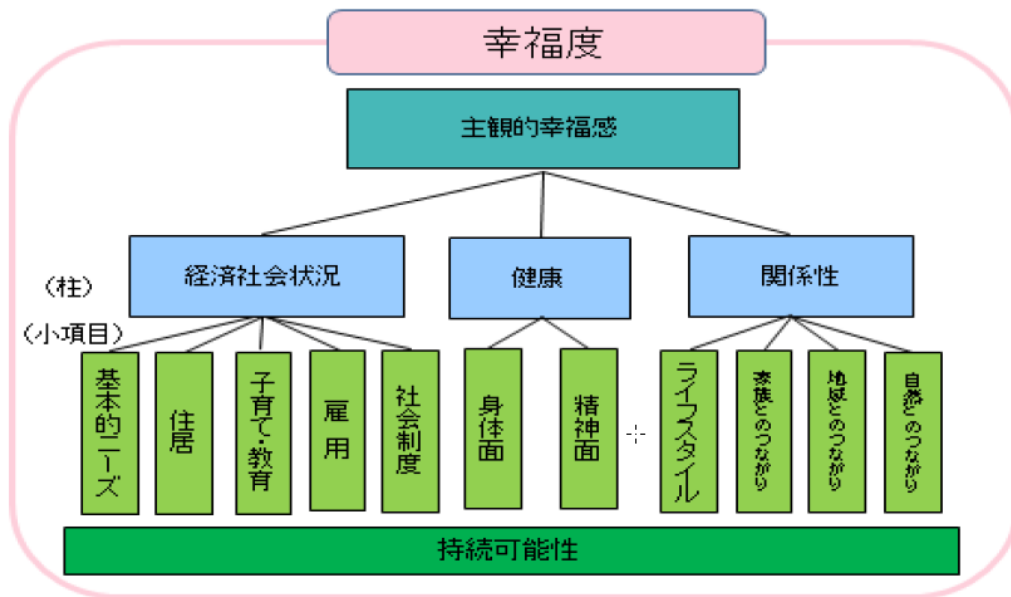 幸福度
主観的幸福感
経済社会状況
健康
関係性
（柱）
（小項目）
基本的ニーズ
住居
子育て・教育
雇用
社会制度
身体面
精神面
ライフスタイル
家族とのつながり
地域とのつながり
自然とのつながり
持続可能性